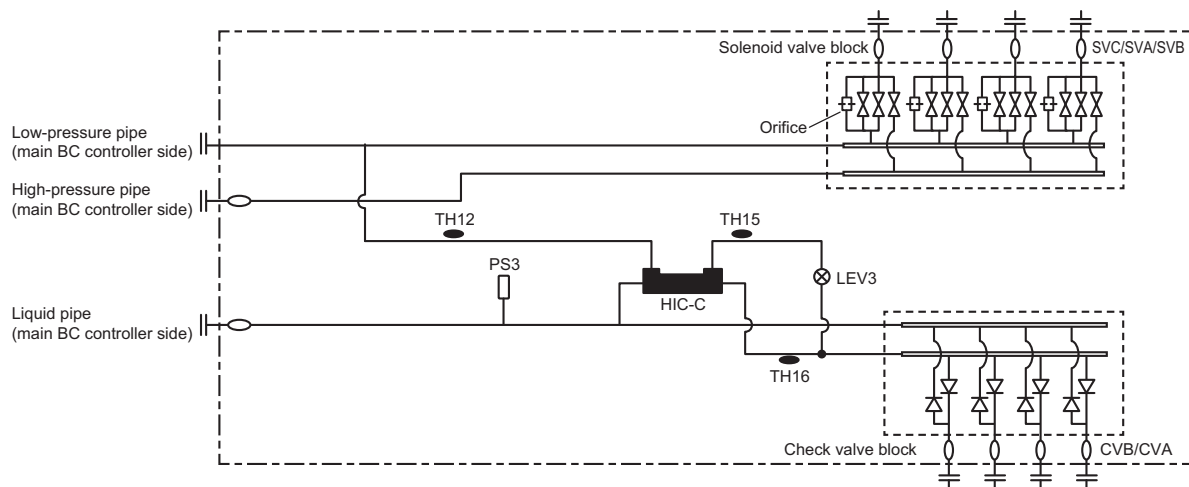 Solenoid valve block
SVC/SVA/SVB
Orifice
Low-pressure pipe
(main BC controller side)
High-pressure pipe
(main BC controller side)
TH12
TH15
PS3
LEV3
HIC-C
Liquid pipe
(main BC controller side)
TH16
Check valve block
CVB/CVA